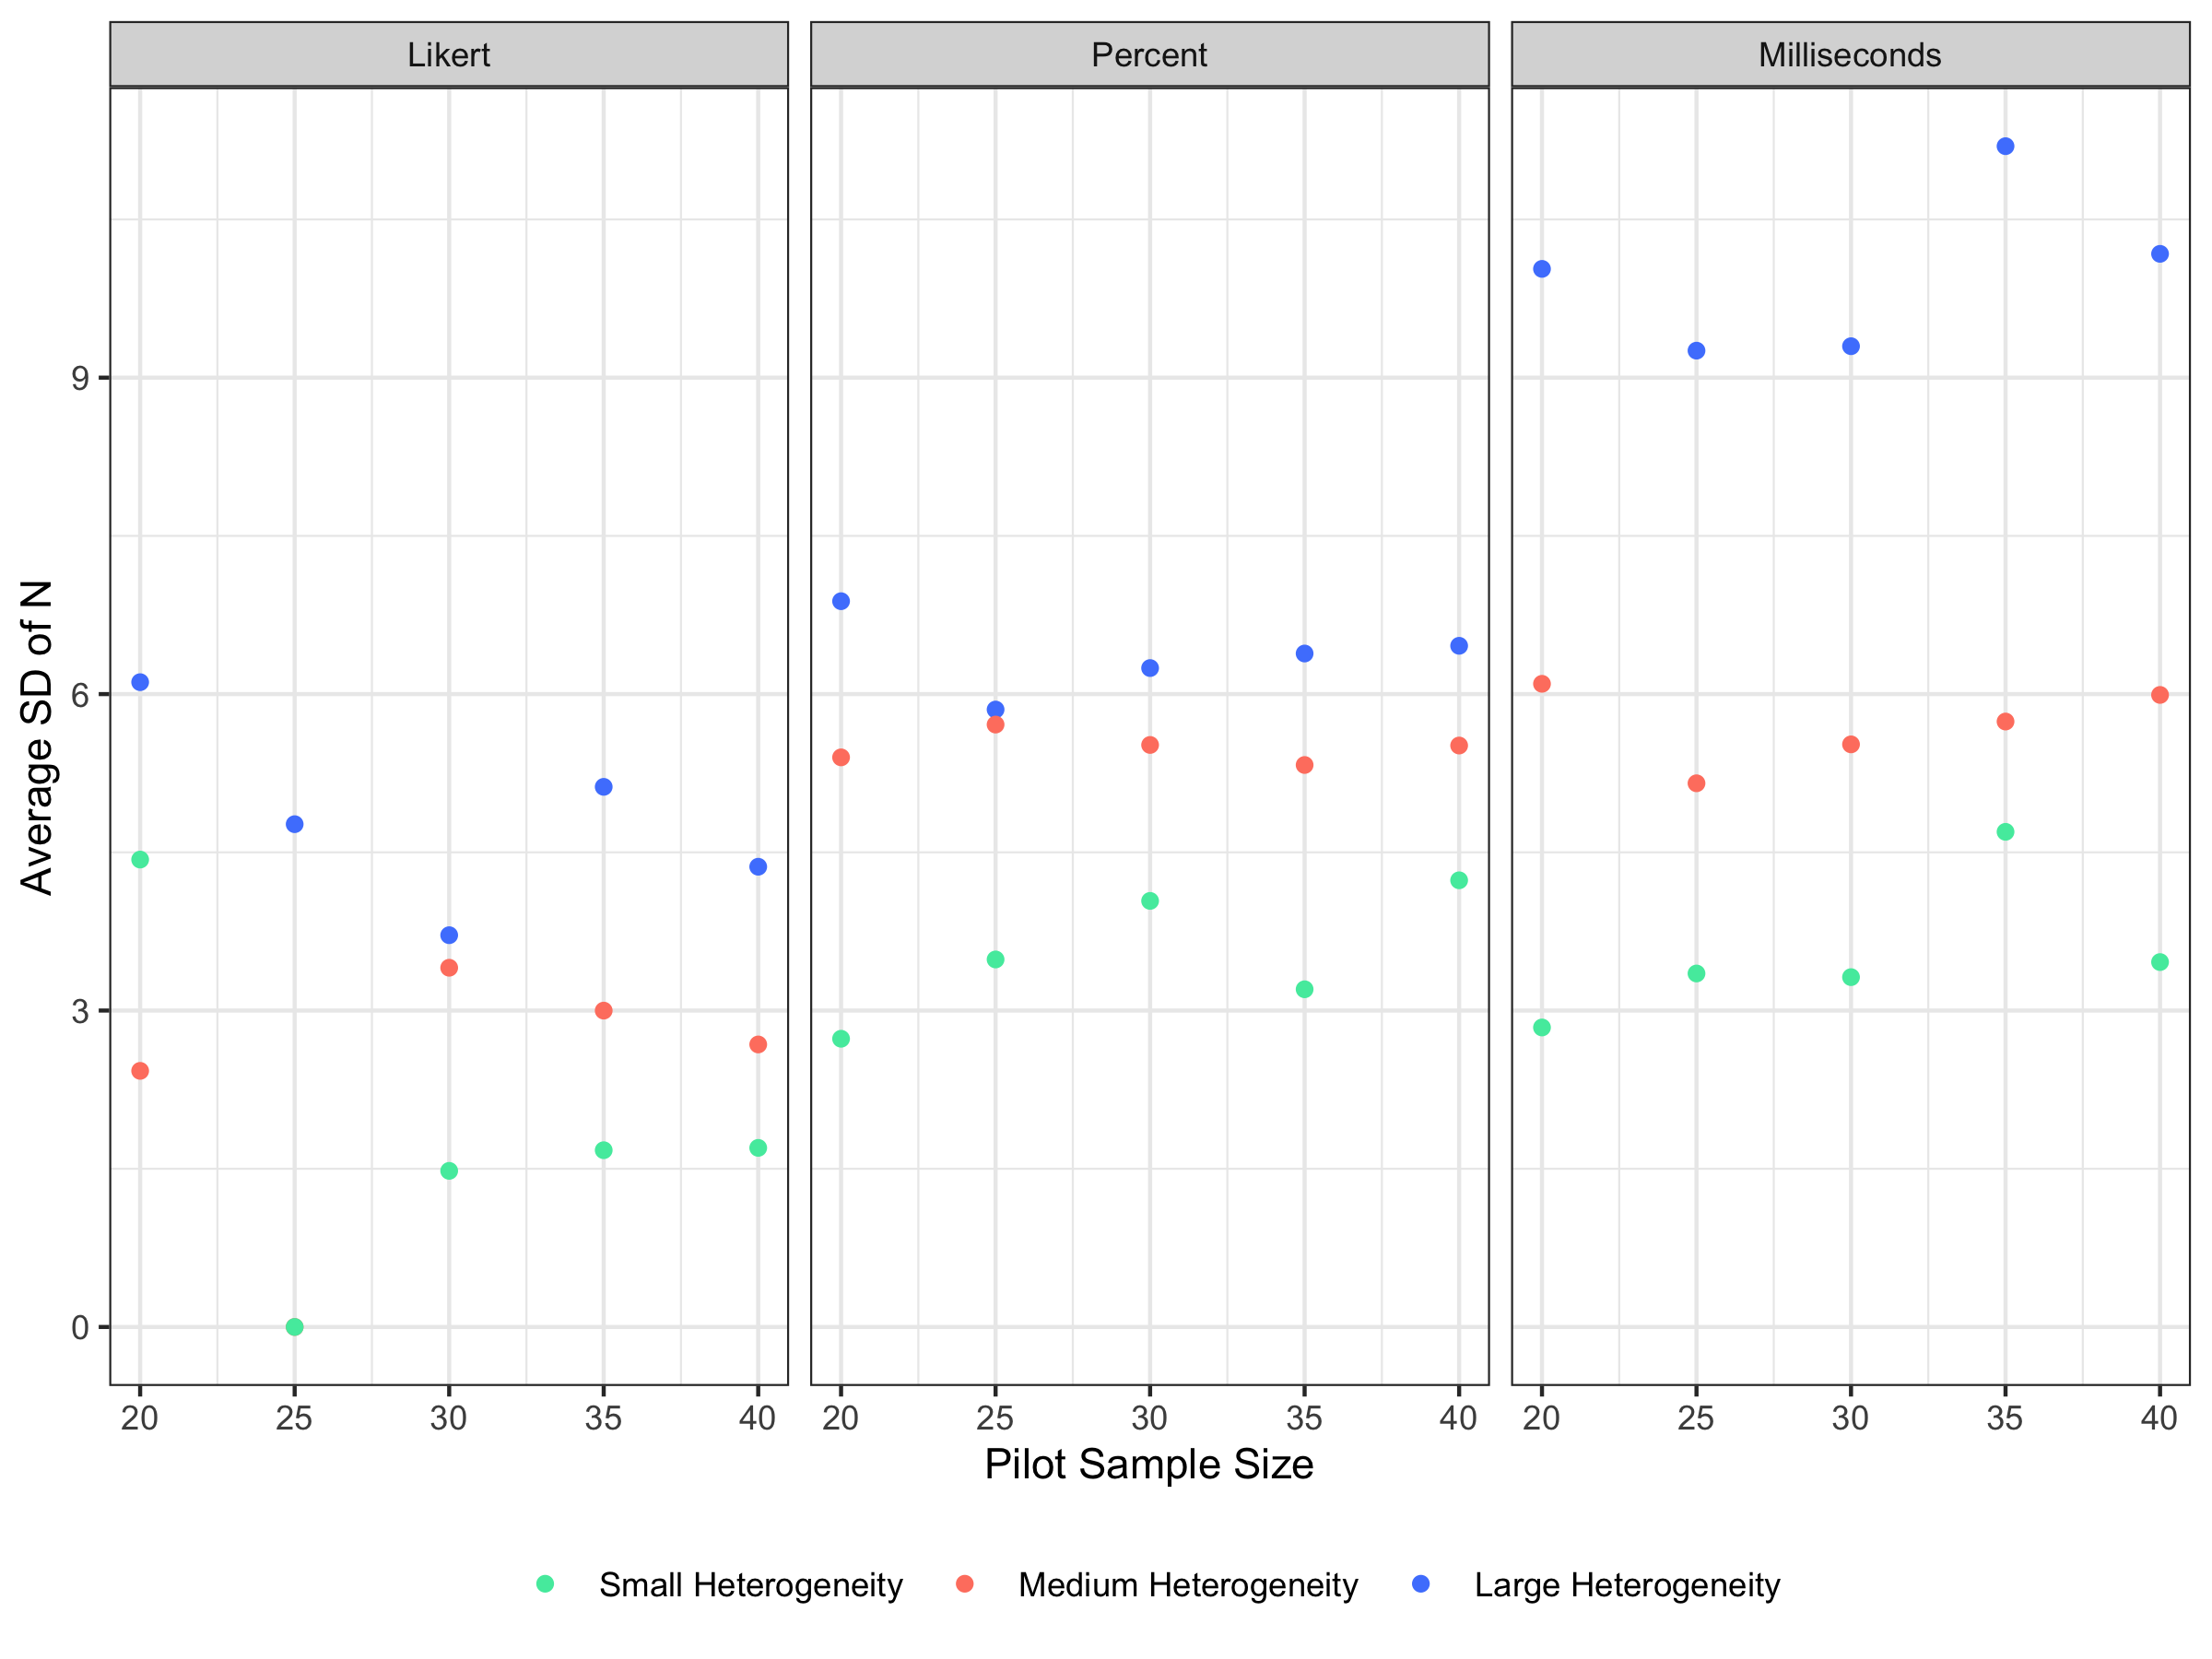 Likert Percent Milliseconds
Average SD of N
9
6
3
0
20 25 30 35 40 20 25 30 35 40 20 25 30 35 40
Pilot Sample Size
Small Heterogeneity Medium Heterogeneity Large Heterogeneity